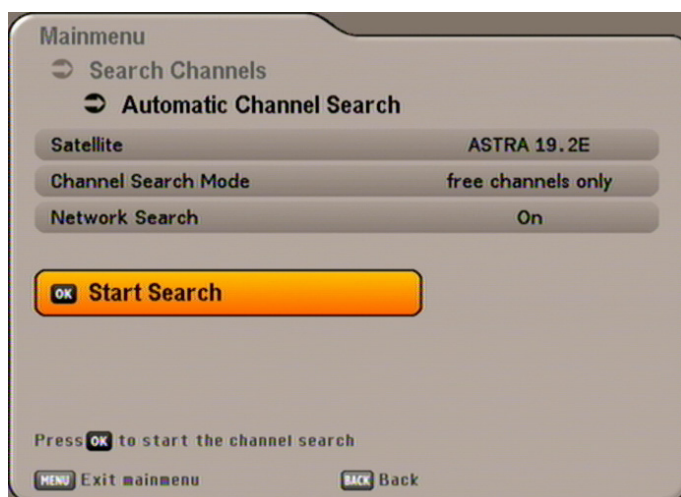 Mainmenu
Search Channels
Automatic Channel Search
Satellite ASTRA 19.2E
Channel Search Mode free channels only
Network Search On
OK Start Search
Press OK to start the channel search
MENU Exit mainmenu BACK Back